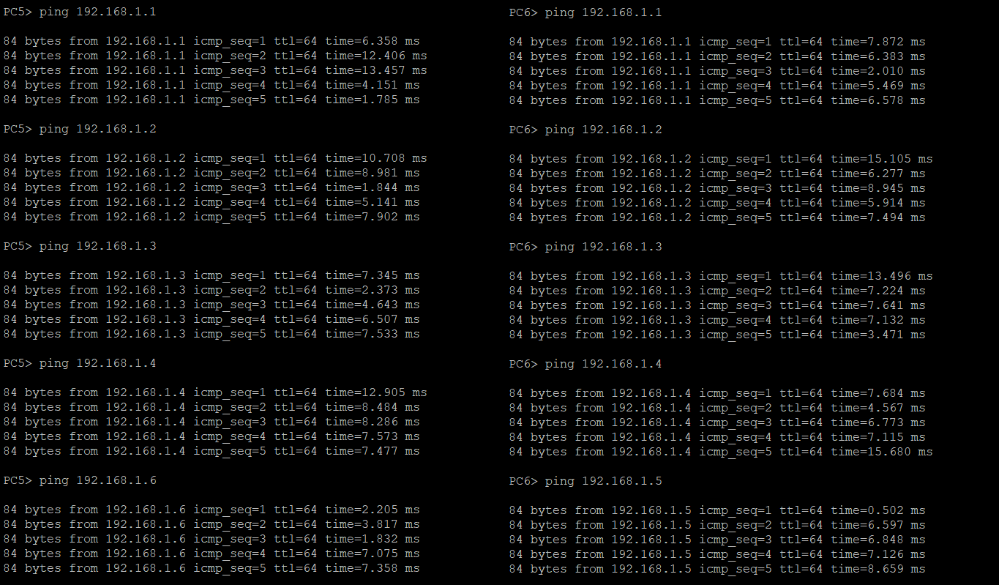 PC5> ping 192.168.1.1
84 bytes from 192.168.1.1 icmp_seq=1 ttl=64 time=6.358 ms
84 bytes from 192.168.1.1 icmp_seq=2 ttl=64 time=12.406 ms
84 bytes from 192.168.1.1 icmp_seq=3 ttl=64 time=13.457 ms
84 bytes from 192.168.1.1 icmp_seq=4 ttl=64 time=4.151 ms
84 bytes from 192.168.1.1 icmp_seq=5 ttl=64 time=1.785 ms
PC5> ping 192.168.1.2
84 bytes from 192.168.1.2 icmp_seq=1 ttl=64 time=10.708 ms
84 bytes from 192.168.1.2 icmp_seq=2 ttl=64 time=8.981 ms
84 bytes from 192.168.1.2 icmp_seq=3 ttl=64 time=1.844 ms
84 bytes from 192.168.1.2 icmp_seq=4 ttl=64 time=5.141 ms
84 bytes from 192.168.1.2 icmp_seq=5 ttl=64 time=7.902 ms
PC5> ping 192.168.1.3
84 bytes from 192.168.1.3 icmp_seq=1 ttl=64 time=7.345 ms
84 bytes from 192.168.1.3 icmp_seq=2 ttl=64 time=2.373 ms
84 bytes from 192.168.1.3 icmp_seq=3 ttl=64 time=4.643 ms
84 bytes from 192.168.1.3 icmp_seq=4 ttl=64 time=6.507 ms
84 bytes from 192.168.1.3 icmp_seq=5 ttl=64 time=7.533 ms
PC5> ping 192.168.1.4
84 bytes from 192.168.1.4 icmp_seq=1 ttl=64 time=12.905 ms
84 bytes from 192.168.1.4 icmp_seq=2 ttl=64 time=8.484 ms
84 bytes from 192.168.1.4 icmp_seq=3 ttl=64 time=8.286 ms
84 bytes from 192.168.1.4 icmp_seq=4 ttl=64 time=7.573 ms
84 bytes from 192.168.1.4 icmp_seq=5 ttl=64 time=7.477 ms
PC5> ping 192.168.1.6
84 bytes from 192.168.1.6 icmp_seq=1 ttl=64 time=2.205 ms
84 bytes from 192.168.1.6 icmp_seq=2 ttl=64 time=3.817 ms
84 bytes from 192.168.1.6 icmp_seq=3 ttl=64 time=1.832 ms
84 bytes from 192.168.1.6 icmp_seq=4 ttl=64 time=7.075 ms
84 bytes from 192.168.1.6 icmp_seq=5 ttl=64 time=7.358 ms
PC6> ping 192.168.1.1
84 bytes from 192.168.1.1 icmp_seq=1 ttl=64 time=7.872 ms
84 bytes from 192.168.1.1 icmp_seq=2 ttl=64 time=6.383 ms
84 bytes from 192.168.1.1 icmp_seq=3 ttl=64 time=2.010 ms
84 bytes from 192.168.1.1 icmp_seq=4 ttl=64 time=5.469 ms
84 bytes from 192.168.1.1 icmp_seq=5 ttl=64 time=6.578 ms
PC6> ping 192.168.1.2
84 bytes from 192.168.1.2 icmp_seq=1 ttl=64 time=15.105 ms
84 bytes from 192.168.1.2 icmp_seq=2 ttl=64 time=6.277 ms
84 bytes from 192.168.1.2 icmp_seq=3 ttl=64 time=8.945 ms
84 bytes from 192.168.1.2 icmp_seq=4 ttl=64 time=5.914 ms
84 bytes from 192.168.1.2 icmp_seq=5 ttl=64 time=7.494 ms
PC6> ping 192.168.1.3
84 bytes from 192.168.1.3 icmp_seq=1 ttl=64 time=13.496 ms
84 bytes from 192.168.1.3 icmp_seq=2 ttl=64 time=7.224 ms
84 bytes from 192.168.1.3 icmp_seq=3 ttl=64 time=7.641 ms
84 bytes from 192.168.1.3 icmp_seq=4 ttl=64 time=7.132 ms
84 bytes from 192.168.1.3 icmp_seq=5 ttl=64 time=3.471 ms
PC6> ping 192.168.1.4
84 bytes from 192.168.1.4 icmp_seq=1 ttl=64 time=7.684 ms
84 bytes from 192.168.1.4 icmp_seq=2 ttl=64 time=4.567 ms
84 bytes from 192.168.1.4 icmp_seq=3 ttl=64 time=6.773 ms
84 bytes from 192.168.1.4 icmp_seq=4 ttl=64 time=7.115 ms
84 bytes from 192.168.1.4 icmp_seq=5 ttl=64 time=15.680 ms
PC6> ping 192.168.1.5
84 bytes from 192.168.1.5 icmp_seq=1 ttl=64 time=0.502 ms
84 bytes from 192.168.1.5 icmp_seq=2 ttl=64 time=6.597 ms
84 bytes from 192.168.1.5 icmp_seq=3 ttl=64 time=6.848 ms
84 bytes from 192.168.1.5 icmp_seq=4 ttl=64 time=7.126 ms
84 bytes from 192.168.1.5 icmp_seq=5 ttl=64 time=8.659 ms